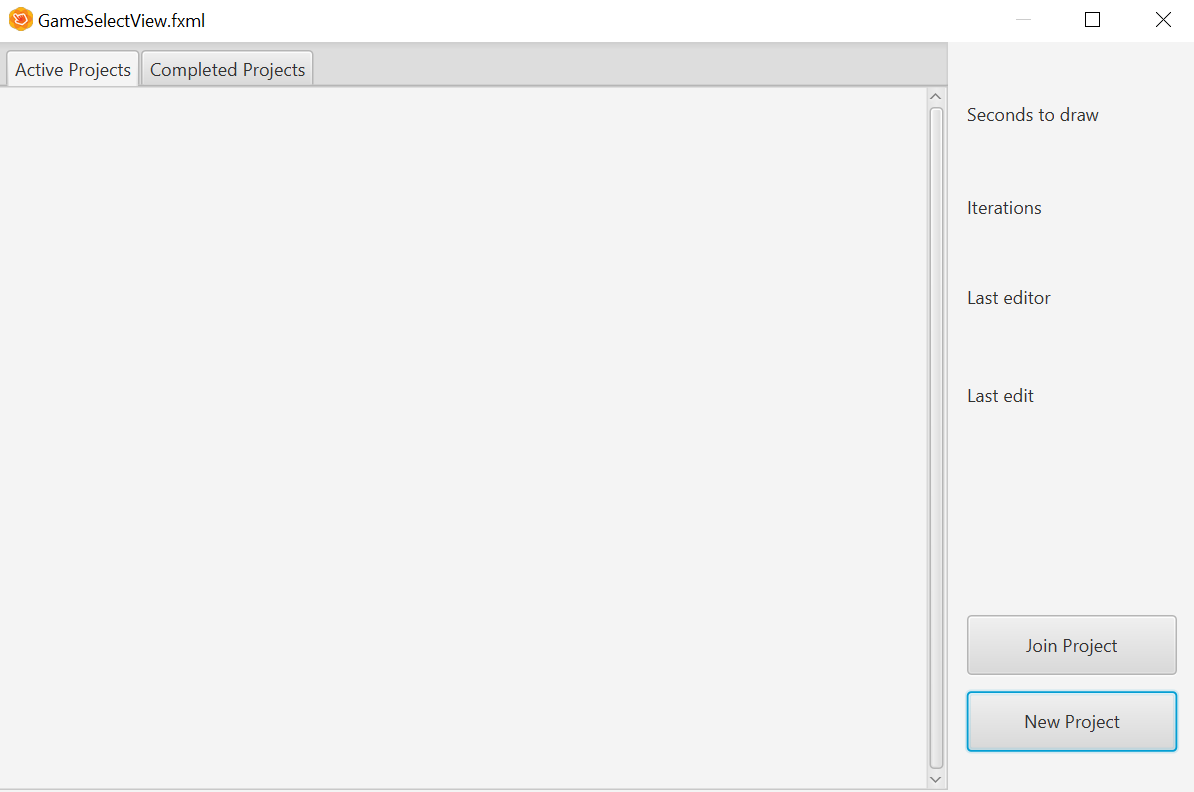 GameSelectView.fxml
Active Projects Completed Projects
Seconds to draw
Iterations
Last editor
Last edit
Join Project
New Project